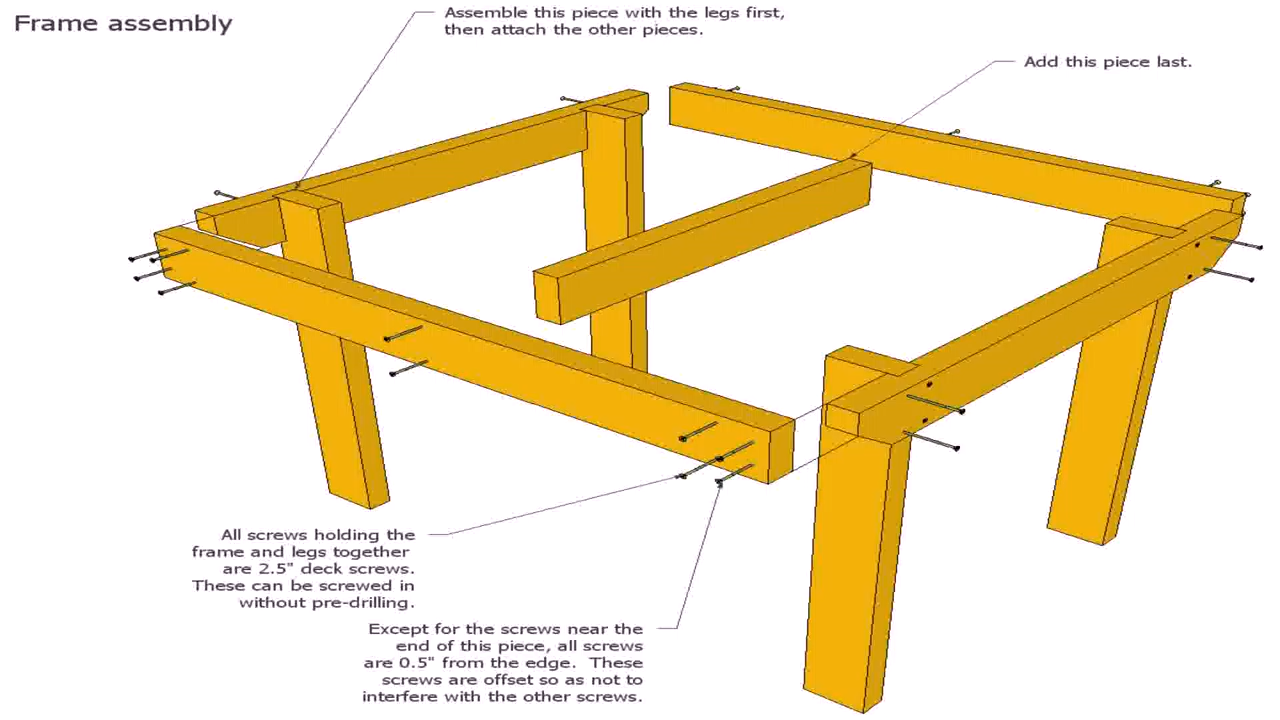 Frame assembly
Assemble this piece with the legs first,
then attach the other pieces.
Add this piece last.
All screws holding the
frame and legs together
are 2.5" deck screws.
These can be screwed in
without pre-drilling.
Except for the screws near the
end of this piece, all screws
are 0.5" from the edge.  These
screws are offset so as not to
interfere with the other screws.